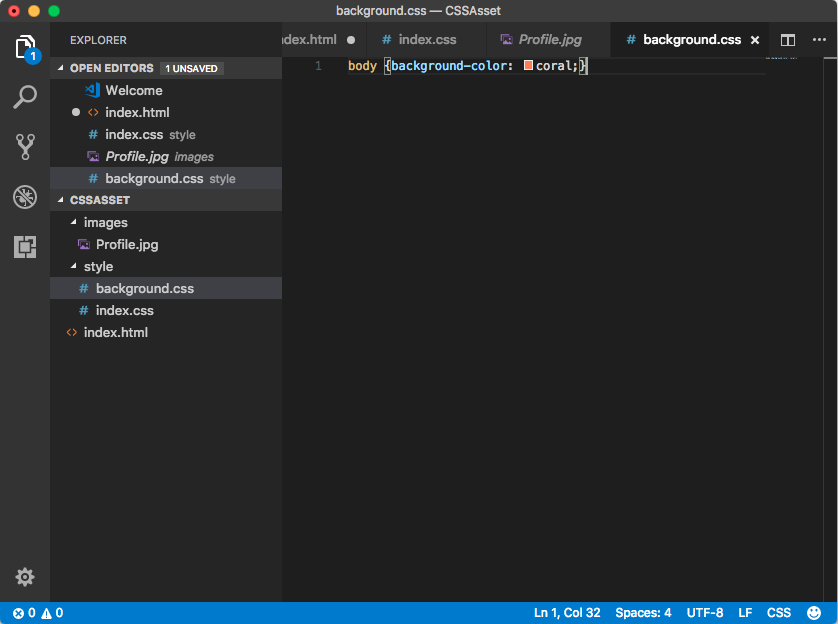 background.css — CSSAsset
EXPLORER
dex.html ● # index.css Profile.jpg # background.css × ···
1
OPEN EDITORS 1 UNSAVED
Welcome
● <> index.html
# index.css style
Profile.jpg images
# background.css style
CSSASSET
images
Profile.jpg
style
# background.css
# index.css
<> index.html
1 body {background-color: coral;}
0 0 Ln 1, Col 32 Spaces: 4 UTF-8 LF CSS